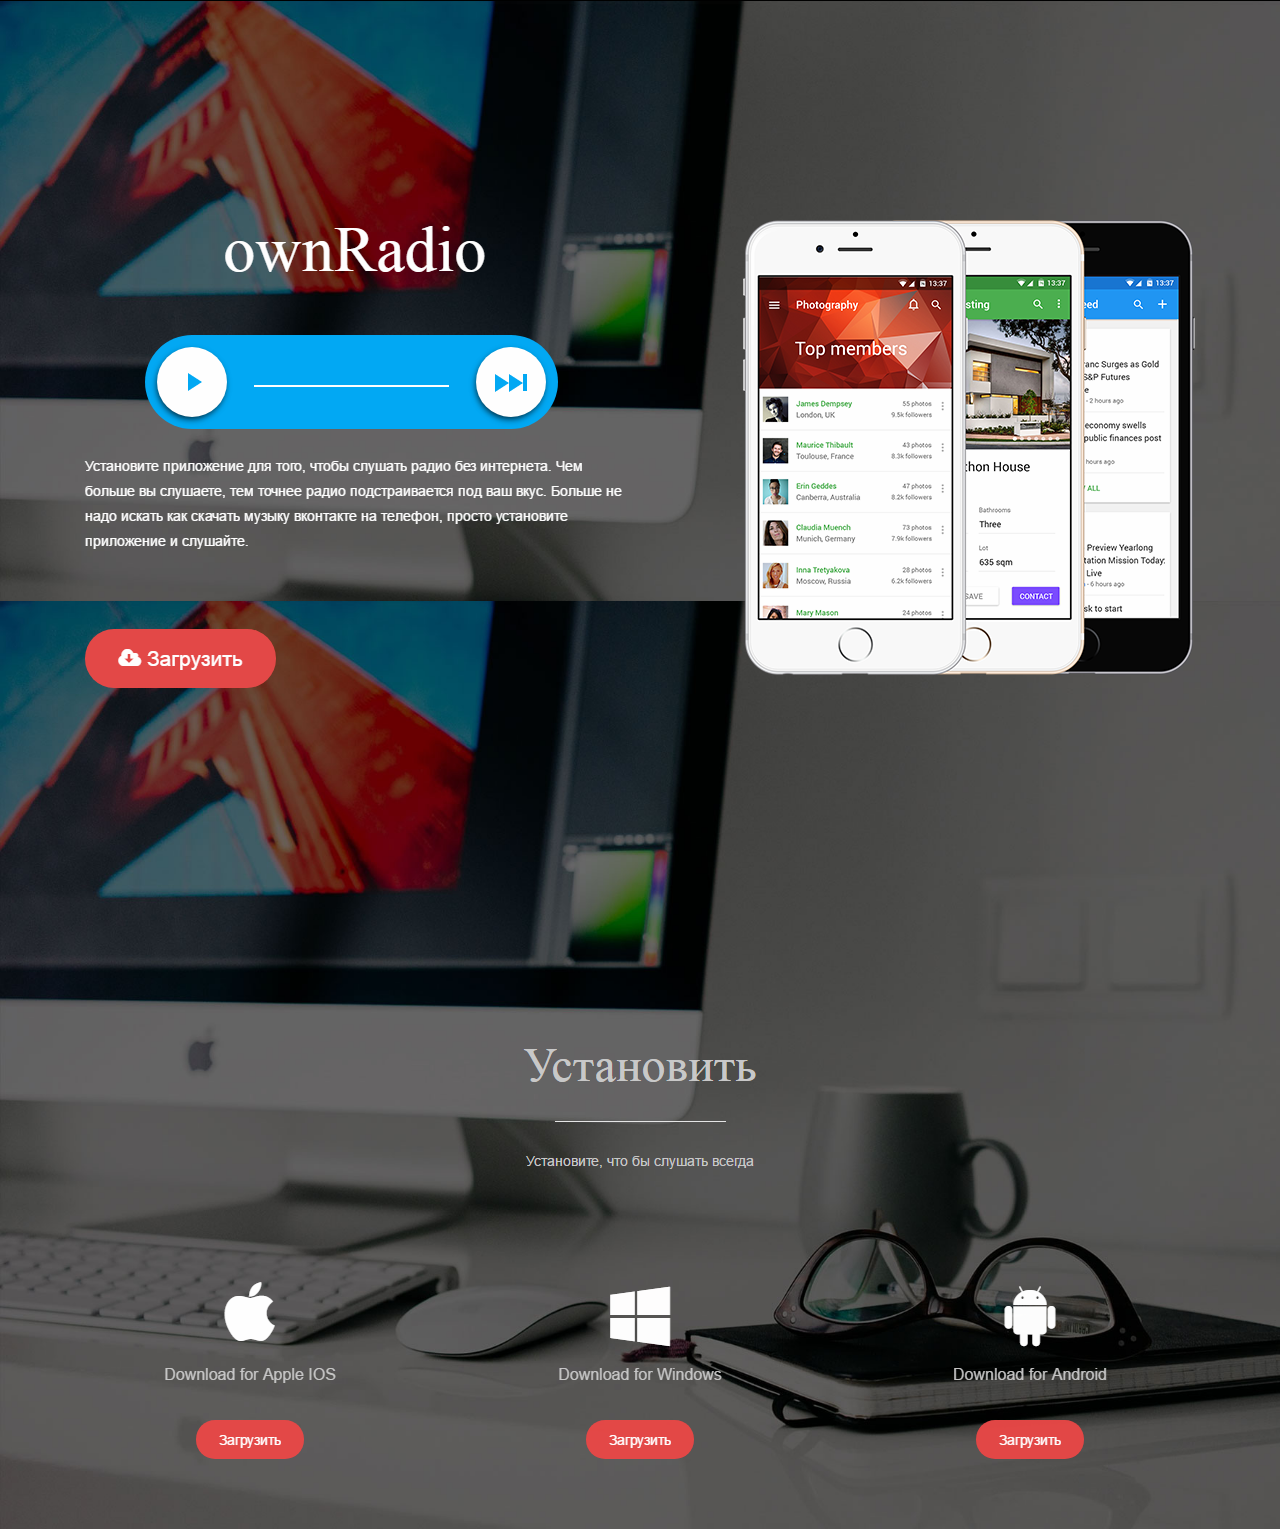 ownRadio
Установите приложение для того, чтобы слушать радио без интернета. Чем
больше вы слушаете, тем точнее радио подстраивается под ваш вкус. Больше не
надо искать как скачать музыку вконтакте на телефон, просто установите
приложение и слушайте.
Загрузить
13:37
Photography
Top members
James Dempsey
London, UK
55 photos
9.5k followers
Maurice Thibault
Toulouse, France
43 photos
8.3k followers
Erin Geddes
Canberra, Australia
47 photos
8.2k followers
Claudia Muench
Munich, Germany
73 photos
7.9k followers
Inna Tretyakova
Moscow, Russia
28 photos
6.2k followers
Mary Mason
24 photos
13:37
sting
thon House
Bathrooms
Three
Lot
635 sqm
SAVE
CONTACT
13:37
eed
ranc Surges as Gold
S&P Futures
e
- 2 hours ago
economy swells
public finances post
hours ago
ALL
Preview Yearlong
tation Mission Today:
Live
- 6 hours ago
sk to start
Установить
Установите, что бы слушать всегда
Download for Apple IOS
Download for Windows
Download for Android
Загрузить
Загрузить
Загрузить